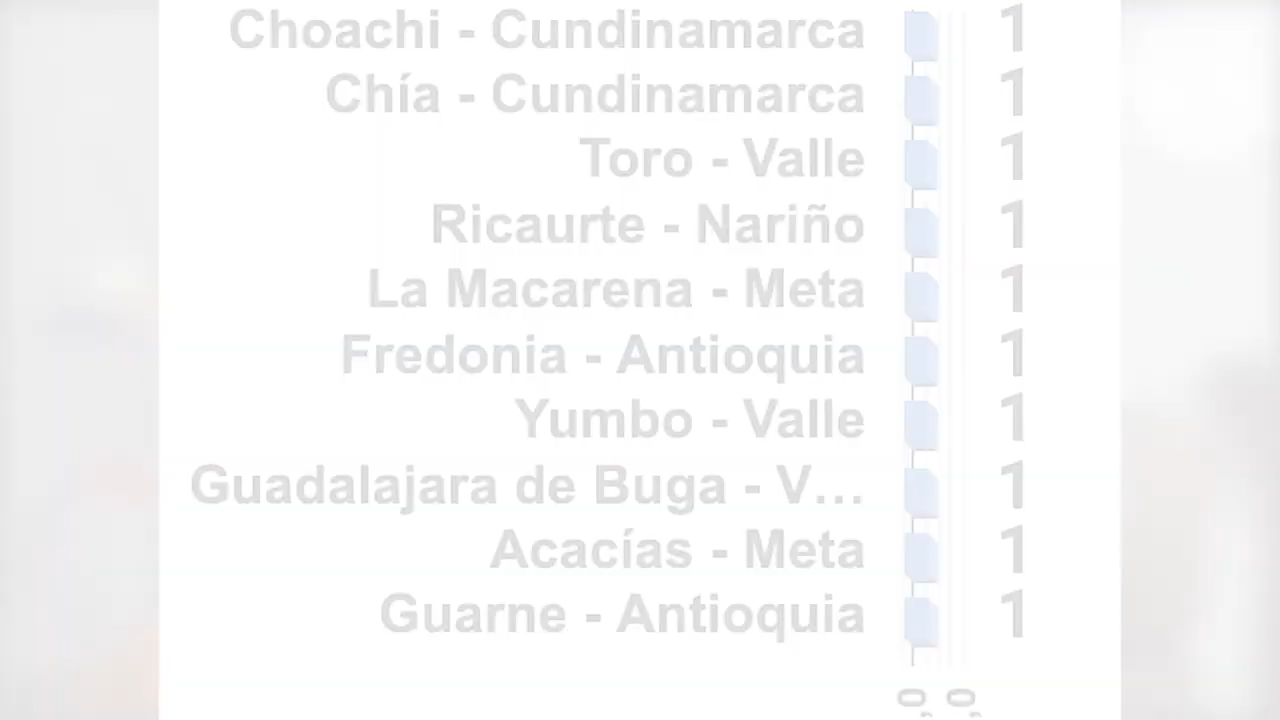 Choachi - Cundinamarca 1
Chía - Cundinamarca 1
Toro - Valle 1
Ricaurte - Nariño 1
La Macarena - Meta 1
Fredonia - Antioquia 1
Yumbo - Valle 1
Guadalajara de Buga - V... 1
Acacías - Meta 1
Guarne - Antioquia 1